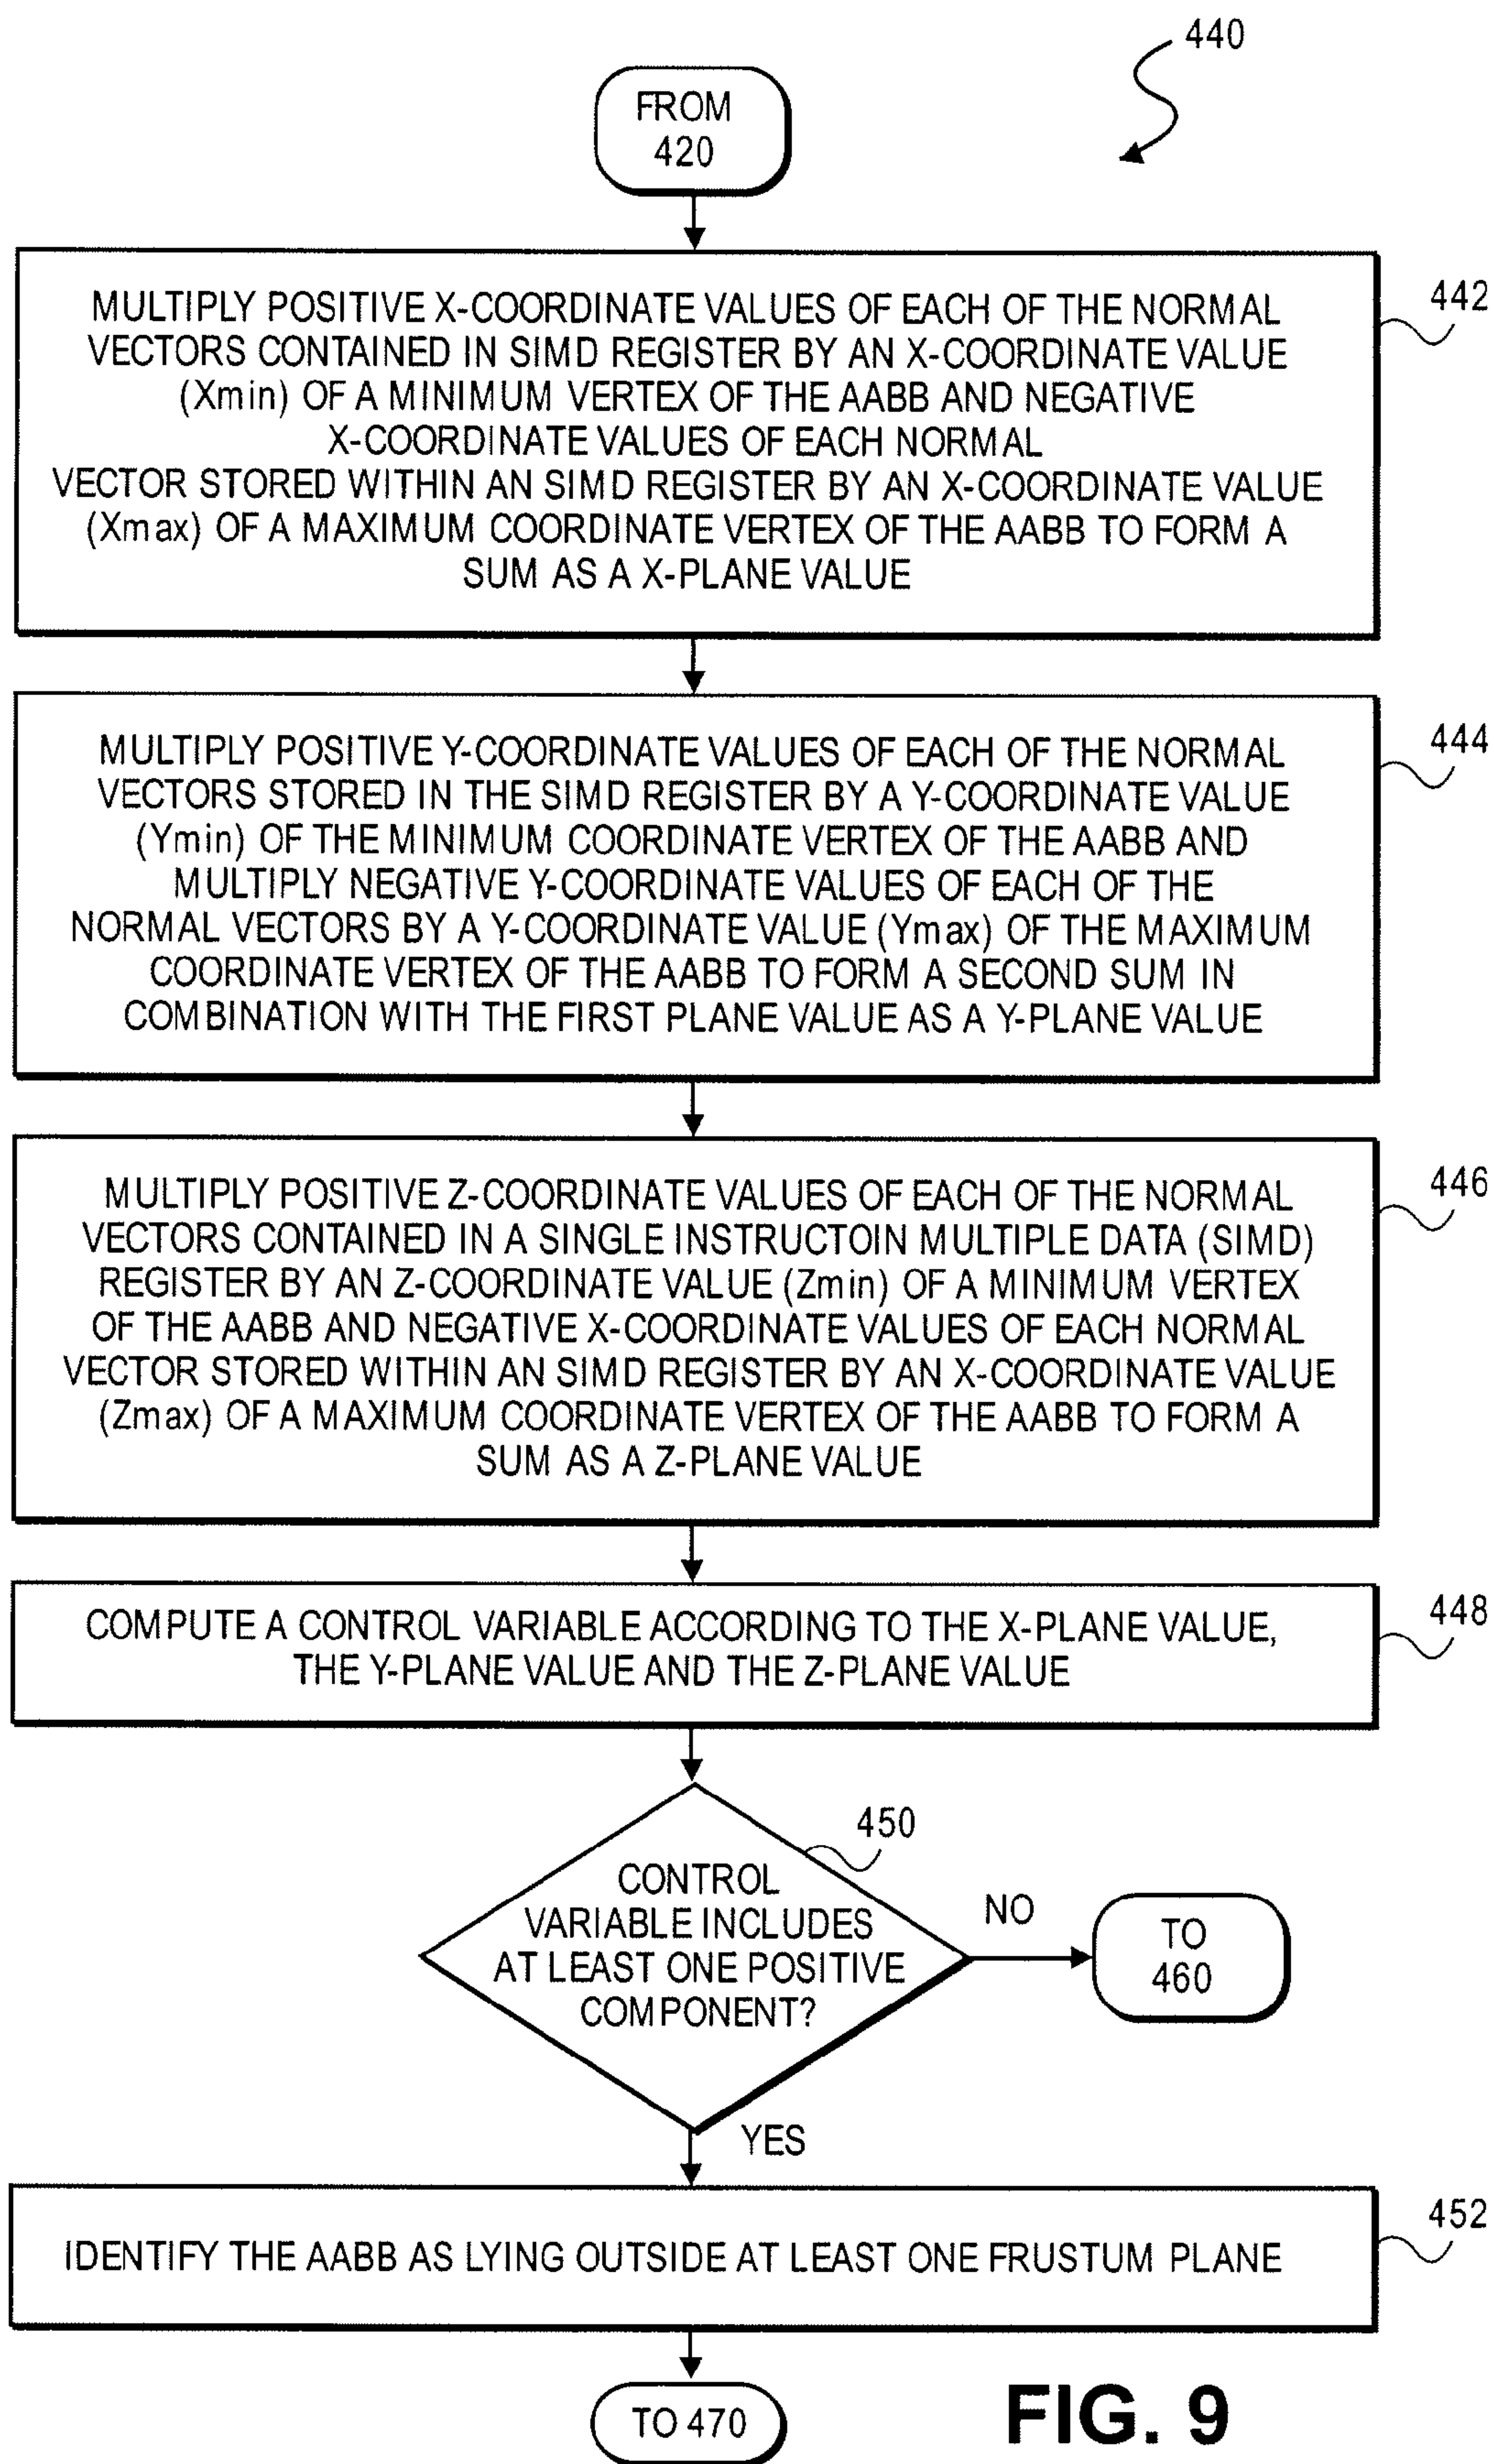 440
FROM
420
442
MULTIPLY POSITIVE X-COORDINATE VALUES OF EACH OF THE NORMAL
VECTORS CONTAINED IN SIMD REGISTER BY AN X-COORDINATE VALUE
(Xmin) OF A MINIMUM VERTEX OF THE AABB AND NEGATIVE
X-COORDINATE VALUES OF EACH NORMAL
VECTOR STORED WITHIN AN SIMD REGISTER BY AN X-COORDINATE VALUE
(Xmax) OF A MAXIMUM COORDINATE VERTEX OF THE AABB TO FORM A
SUM AS A X-PLANE VALUE
444
MULTIPLY POSITIVE Y-COORDINATE VALUES OF EACH OF THE NORMAL
VECTORS STORED IN THE SIMD REGISTER BY A Y-COORDINATE VALUE
(Ymin) OF THE MINIMUM COORDINATE VERTEX OF THE AABB AND
MULTIPLY NEGATIVE Y-COORDINATE VALUES OF EACH OF THE
NORMAL VECTORS BY A Y-COORDINATE VALUE (Ymax) OF THE MAXIMUM
COORDINATE VERTEX OF THE AABB TO FORM A SECOND SUM IN
COMBINATION WITH THE FIRST PLANE VALUE AS A Y-PLANE VALUE
446
MULTIPLY POSITIVE Z-COORDINATE VALUES OF EACH OF THE NORMAL
VECTORS CONTAINED IN A SINGLE INSTRUCTOIN MULTIPLE DATA (SIMD)
REGISTER BY AN Z-COORDINATE VALUE (Zmin) OF A MINIMUM VERTEX
OF THE AABB AND NEGATIVE X-COORDINATE VALUES OF EACH NORMAL
VECTOR STORED WITHIN AN SIMD REGISTER BY AN X-COORDINATE VALUE
(Zmax) OF A MAXIMUM COORDINATE VERTEX OF THE AABB TO FORM A
SUM AS A Z-PLANE VALUE
448
COMPUTE A CONTROL VARIABLE ACCORDING TO THE X-PLANE VALUE,
THE Y-PLANE VALUE AND THE Z-PLANE VALUE
450
CONTROL
VARIABLE INCLUDES
AT LEAST ONE POSITIVE
COMPONENT?
NO
TO
460
YES
452
IDENTIFY THE AABB AS LYING OUTSIDE AT LEAST ONE FRUSTUM PLANE
TO 470
FIG. 9